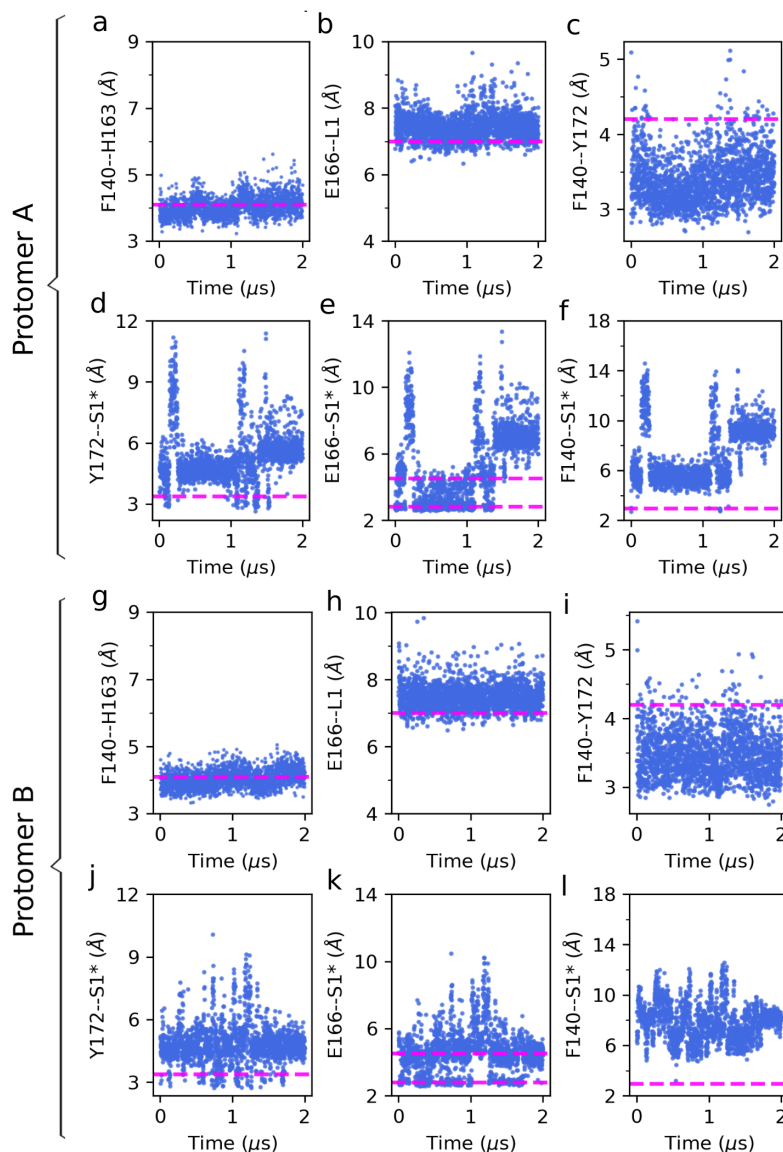 a b c
9 10
5
8
7
4
5 6
3
3 4
0 1 2 0 1 2 0 1 2
F140--H163 (Å) E166--L1 (Å) F140--Y172 (Å)
Time (μs) Time (μs) Time (μs)
Protomer A
d e f
12 14 18
14
9 10
10
6 6
6
3
2 2
0 1 2 0 1 2 0 1 2
Y172--S1* (Å) E166--S1* (Å) F140--S1* (Å)
Time (μs) Time (μs) Time (μs)
g h i
9 10
5
8
7
4
5 6
3
3 4
0 1 2 0 1 2 0 1 2
F140--H163 (Å) E166--L1 (Å) F140--Y172 (Å)
Time (μs) Time (μs) Time (μs)
Protomer B
j k l
12 14 18
14
9 10
10
6 6
6
3
2 2
0 1 2 0 1 2 0 1 2
Y172--S1* (Å) E166--S1* (Å) F140--S1* (Å)
Time (μs) Time (μs) Time (μs)